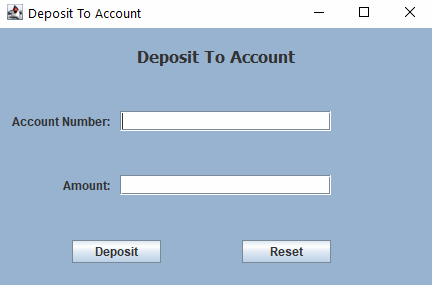 Deposit To Account
Deposit To Account
Account Number:
Amount:
Deposit Reset